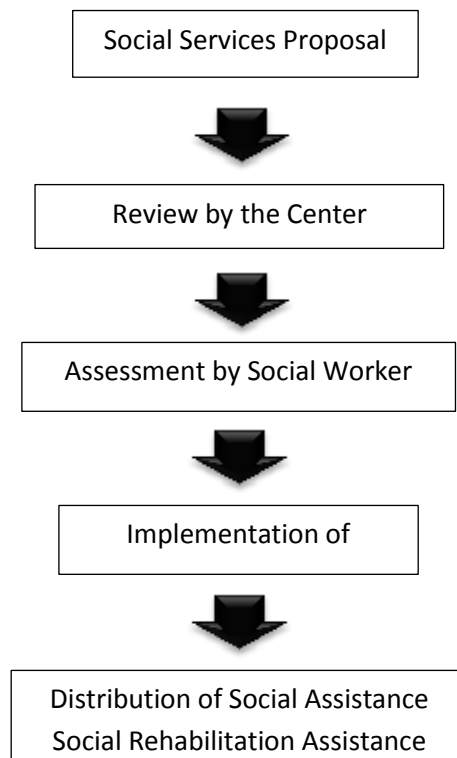 Social Services Proposal
Review by the Center
Assessment by Social Worker
Implementation of
Distribution of Social Assistance
Social Rehabilitation Assistance